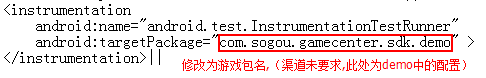 <instrumentation
android:name="android.test.InstrumentationTestRunner"
android:targetPackage="com.sogou.gamecenter.sdk.demo" >
</instrumentation>||
修改为游戏包名,（渠道未要求,此处为demo中的配置）